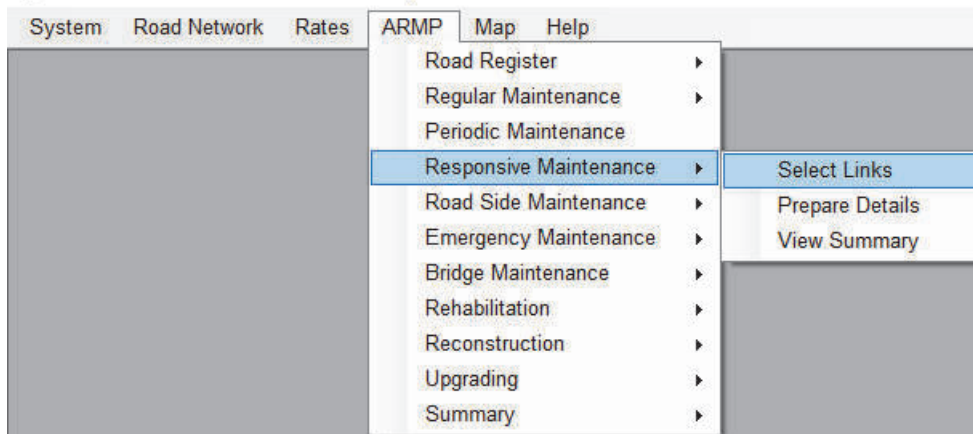 System Road Network Rates ARMP Map Help
Road Register
Regular Maintenance
Periodic Maintenance
Responsive Maintenance
Select Links
Road Side Maintenance
Prepare Details
Emergency Maintenance
View Summary
Bridge Maintenance
Rehabilitation
Reconstruction
Upgrading
Summary